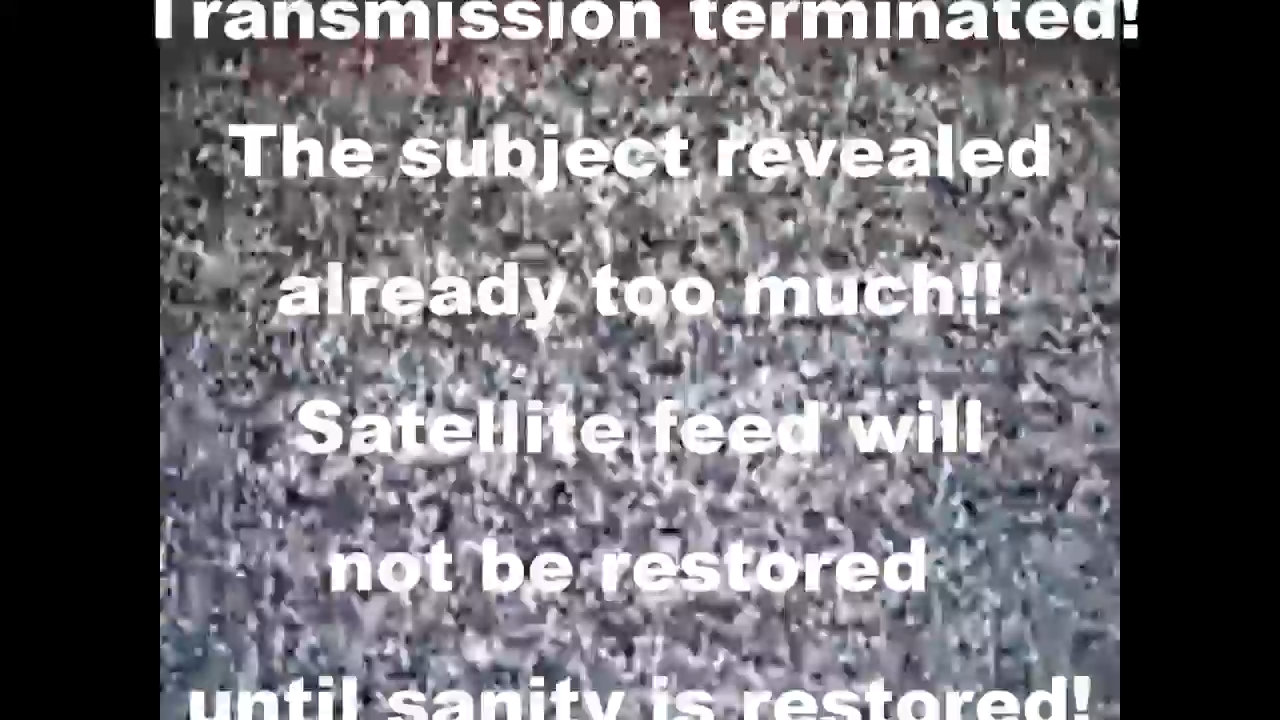 Transmission terminated!
The subject revealed
already too much!!
Satellite feed will
not be restored
until sanity is restored!